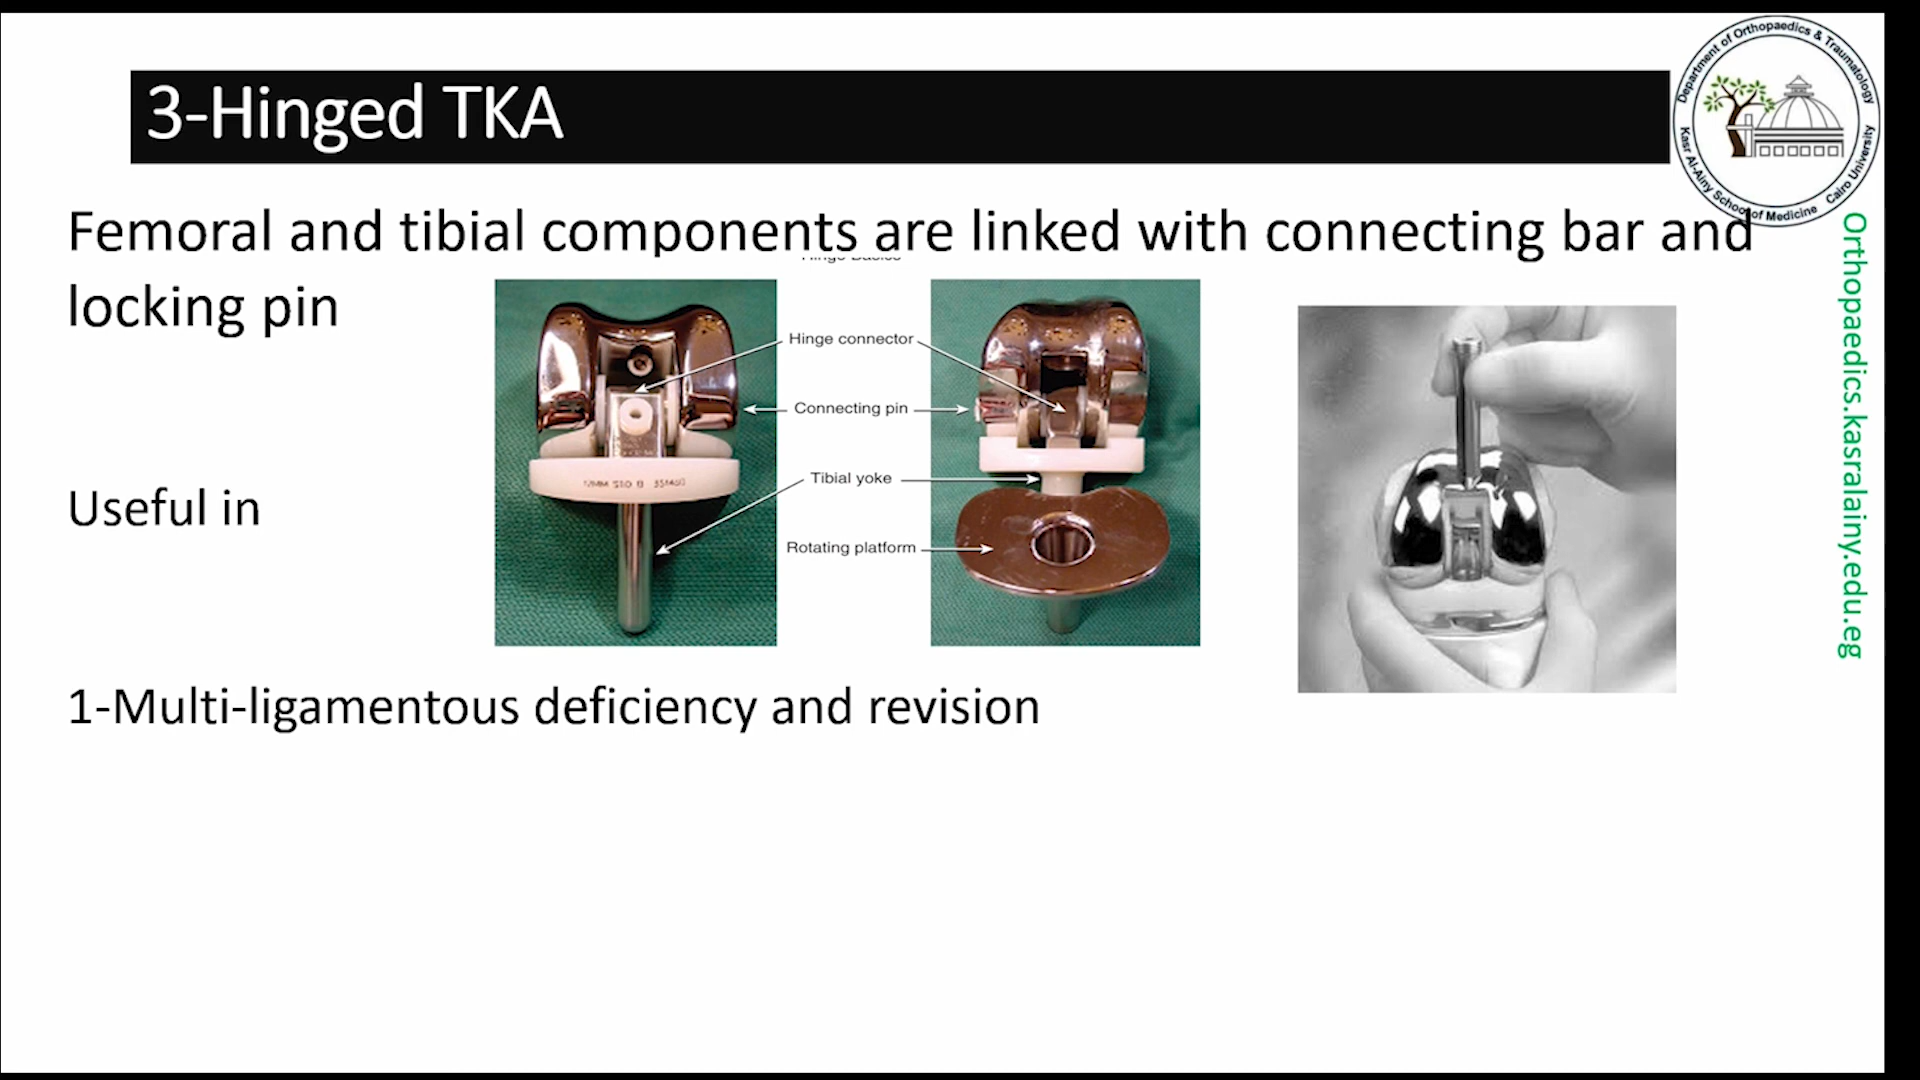 3-Hinged TKA
Department of Orthopaedics & Traumatology
Kasr Al-Ainy School of Medicine Cairo University
Orthopaedics.kasralainy.edu.eg
Femoral and tibial components are linked with connecting bar and
locking pin
Hinge connector
Connecting pin
Tibial yoke
Rotating platform
Useful in
1-Multi-ligamentous deficiency and revision